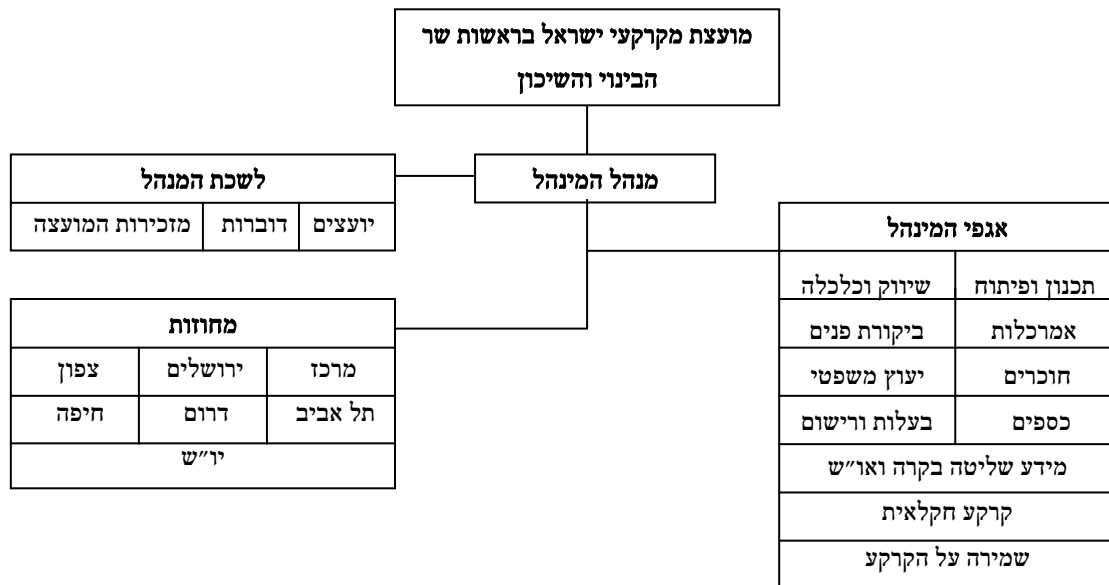 מועצת מקרקעי ישראל בראשות שר
הבינוי והשיכון
מנהל המינהל
לשכת המנהל
יועצים
דוברות
מזכירות המועצה
אגפי המינהל
תכנון ופיתוח
שיווק וכלכלה
אמרכלות
ביקורת פנים
חוכרים
יעוץ משפטי
כספים
בעלות ורישום
מידע שליטה בקרה ואו״ש
קרקע חקלאית
שמירה על הקרקע
מחוזות
מרכז
ירושלים
צפון
תל אביב
דרום
חיפה
יו״ש